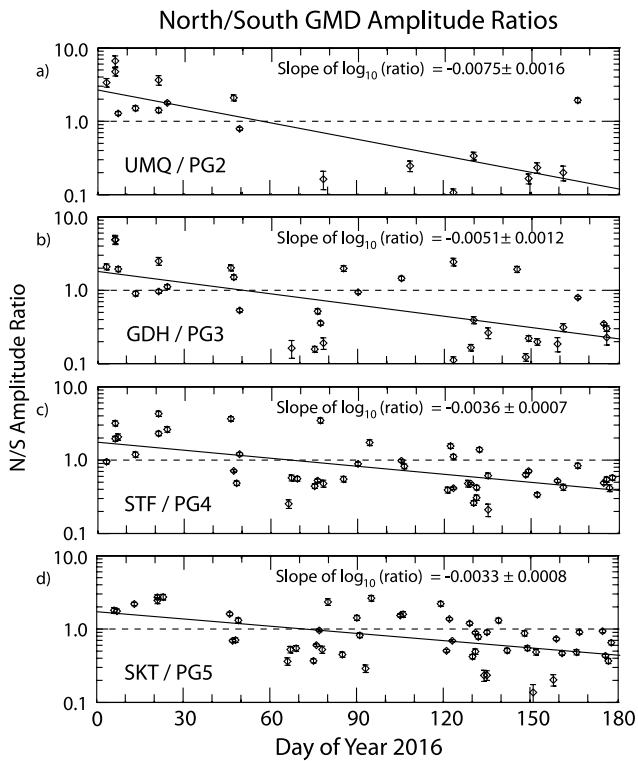 North/South GMD Amplitude Ratios
N/S Amplitude Ratio
a)
10.0
1.0
0.1
Slope of log₁₀ (ratio) = -0.0075± 0.0016
UMQ / PG2
b)
10.0
1.0
0.1
Slope of log₁₀ (ratio) = -0.0051± 0.0012
GDH / PG3
c)
10.0
1.0
0.1
Slope of log₁₀ (ratio) = -0.0036 ± 0.0007
STF / PG4
d)
10.0
1.0
0.1
Slope of log₁₀ (ratio) = -0.0033 ± 0.0008
SKT / PG5
0 30 60 90 120 150 180
Day of Year 2016